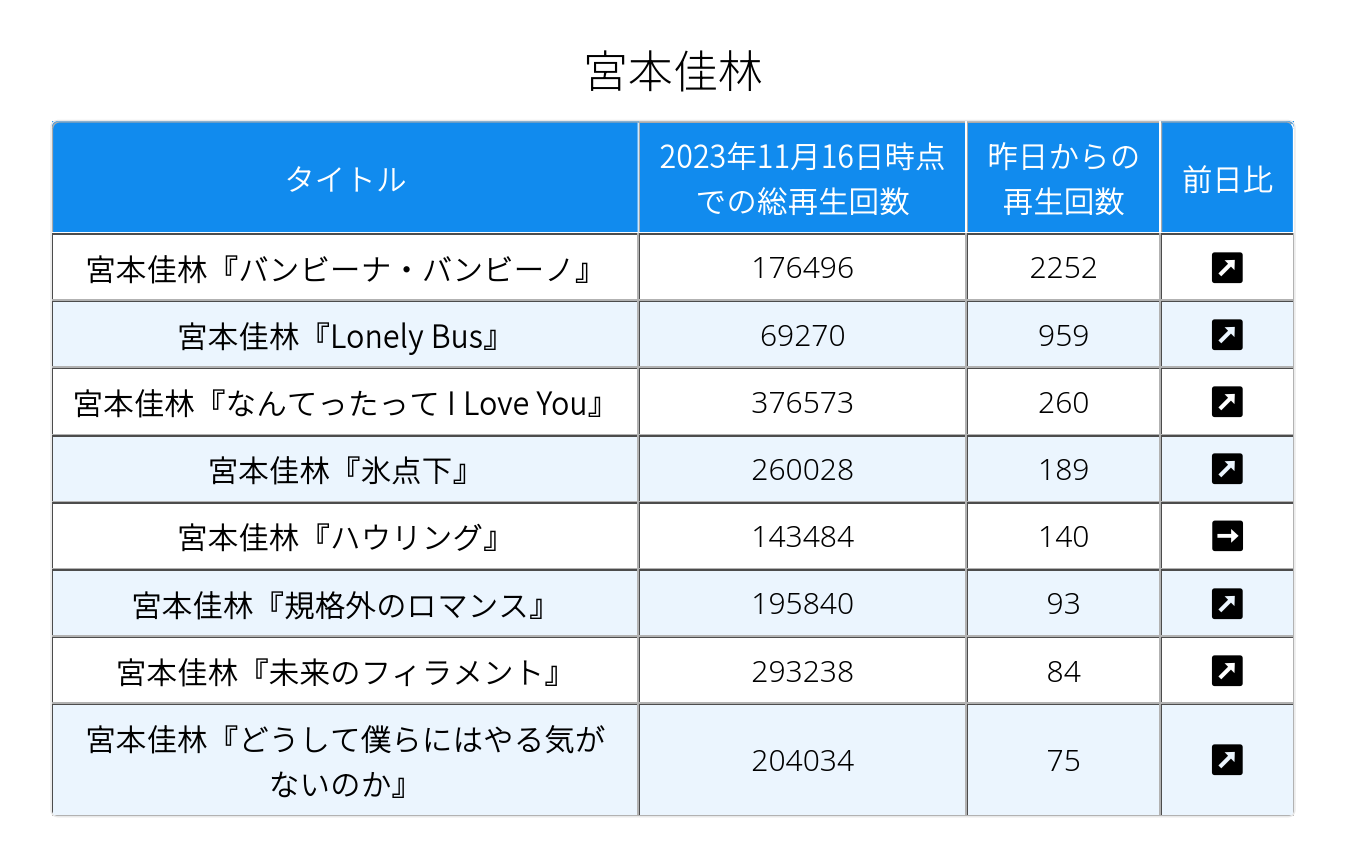 宮本佳林
タイトル
2023年11月16日時点
での総再生回数
昨日からの
再生回数
前日比
宮本佳林『バンビーナ・バンビーノ』 176496 2252
宮本佳林『Lonely Bus』 69270 959
宮本佳林『なんてったって I Love You』 376573 260
宮本佳林『氷点下』 260028 189
宮本佳林『ハウリング』 143484 140
宮本佳林『規格外のロマンス』 195840 93
宮本佳林『未来のフィラメント』 293238 84
宮本佳林『どうして僕らにはやる気が
ないのか』 204034 75